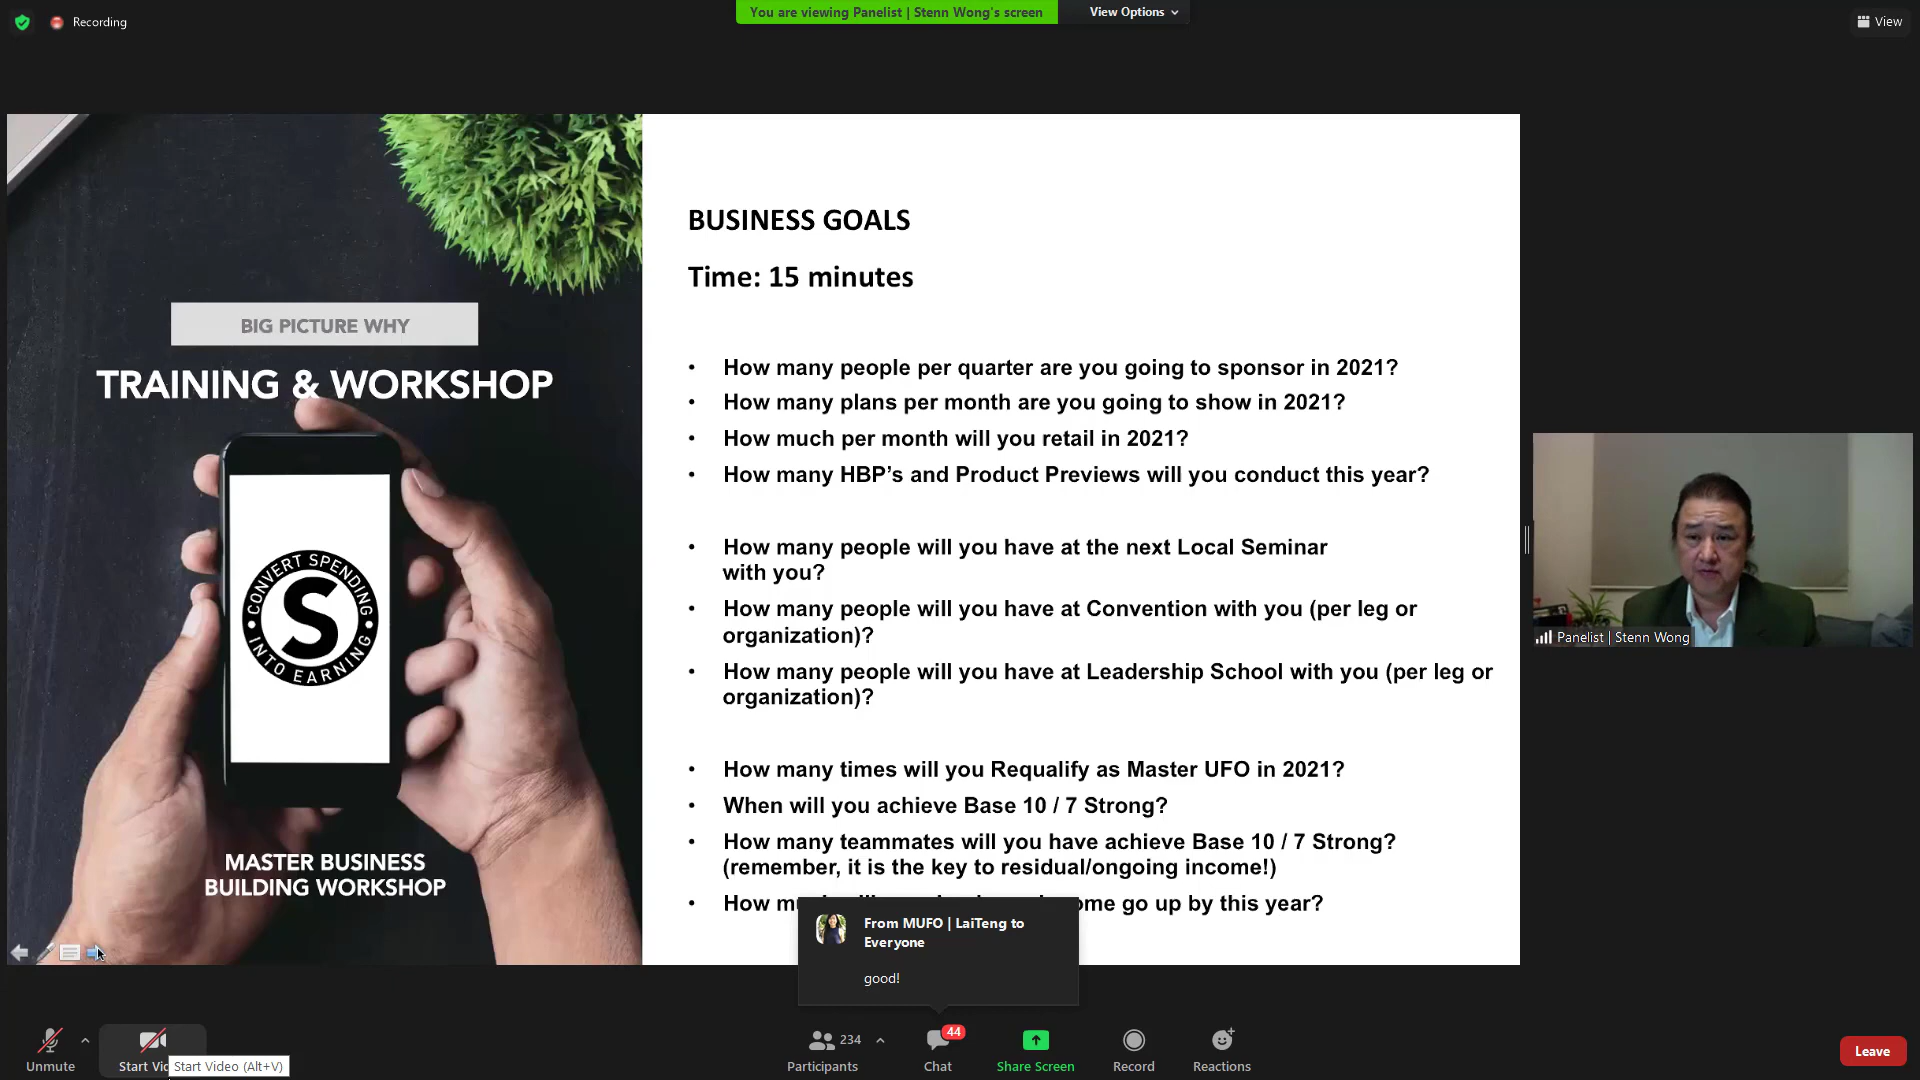 Recording
You are viewing Panelist | Stenn Wong's screen
View Options
View
BIG PICTURE WHY
TRAINING & WORKSHOP
CONVERT SPENDING
S
INTO EARNING
MASTER BUSINESS
BUILDING WORKSHOP
BUSINESS GOALS
Time: 15 minutes
• How many people per quarter are you going to sponsor in 2021?
• How many plans per month are you going to show in 2021?
• How much per month will you retail in 2021?
• How many HBP’s and Product Previews will you conduct this year?
• How many people will you have at the next Local Seminar
with you?
• How many people will you have at Convention with you (per leg or
organization)?
• How many people will you have at Leadership School with you (per leg or
organization)?
• How many times will you Requalify as Master UFO in 2021?
• When will you achieve Base 10 / 7 Strong?
• How many teammates will you have achieve Base 10 / 7 Strong?
(remember, it is the key to residual/ongoing income!)
• How go up by this year?
Panelist | Stenn Wong
From MUFO | LaiTeng to
Everyone
good!
Unmute
Start Video (Alt+V)
234
Participants
44
Chat
Share Screen
Record
Reactions
Leave